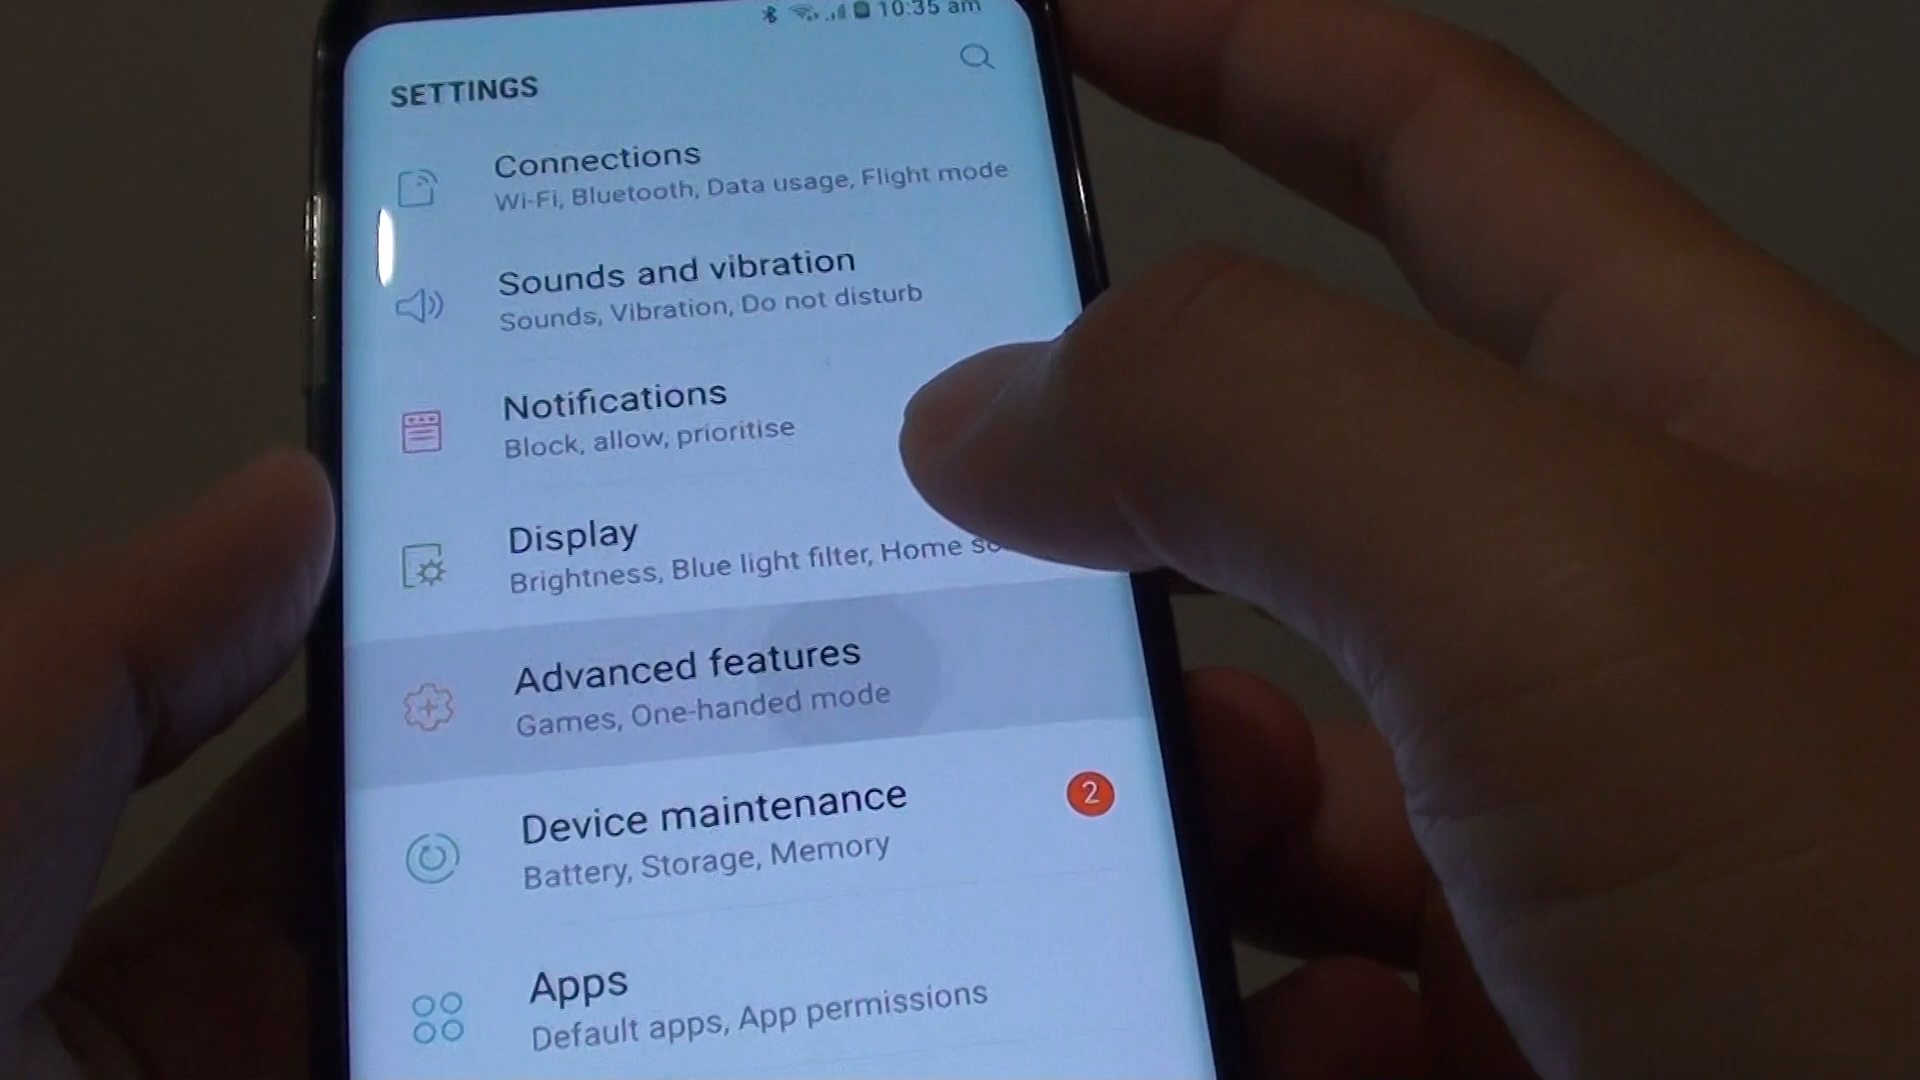 10:35 am
SETTINGS
Connections
Wi-Fi, Bluetooth, Data usage, Flight mode
Sounds and vibration
Sounds, Vibration, Do not disturb
Notifications
Block, allow, prioritise
Display
Brightness, Blue light filter, Home
Advanced features
Games, One-handed mode
Device maintenance
2
Battery, Storage, Memory
Apps
Default apps, App permissions